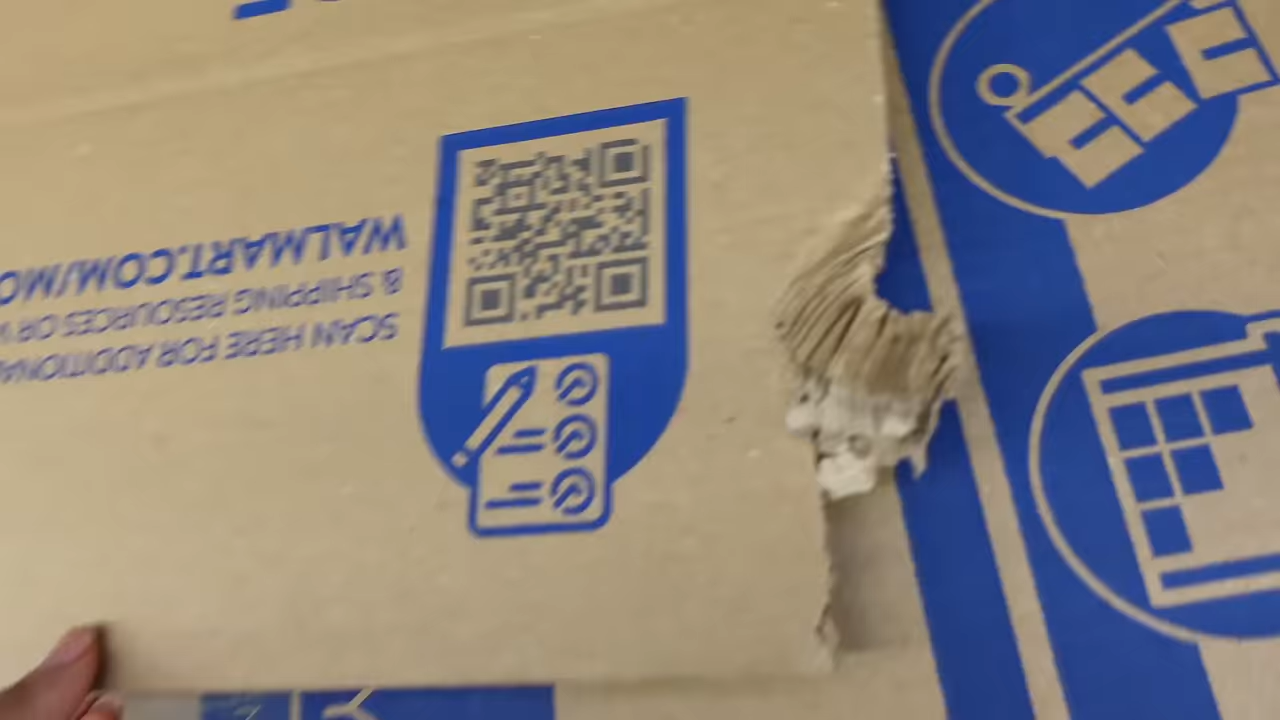 SCAN HERE FOR ADDITIONA
& SHIPPING RESOURCES OR
WALMART.COM/MO